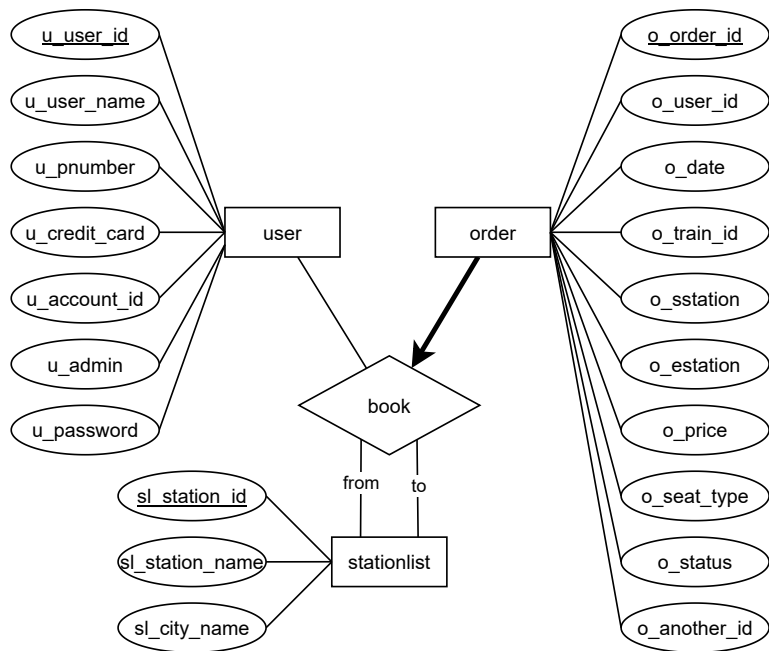 u_user_id
u_user_name
u_pnumber
u_credit_card
u_account_id
u_admin
u_password
user
order
o_order_id
o_user_id
o_date
o_train_id
o_sstation
o_estation
o_price
o_seat_type
o_status
o_another_id
book
from
to
sl_station_id
sl_station_name
sl_city_name
stationlist